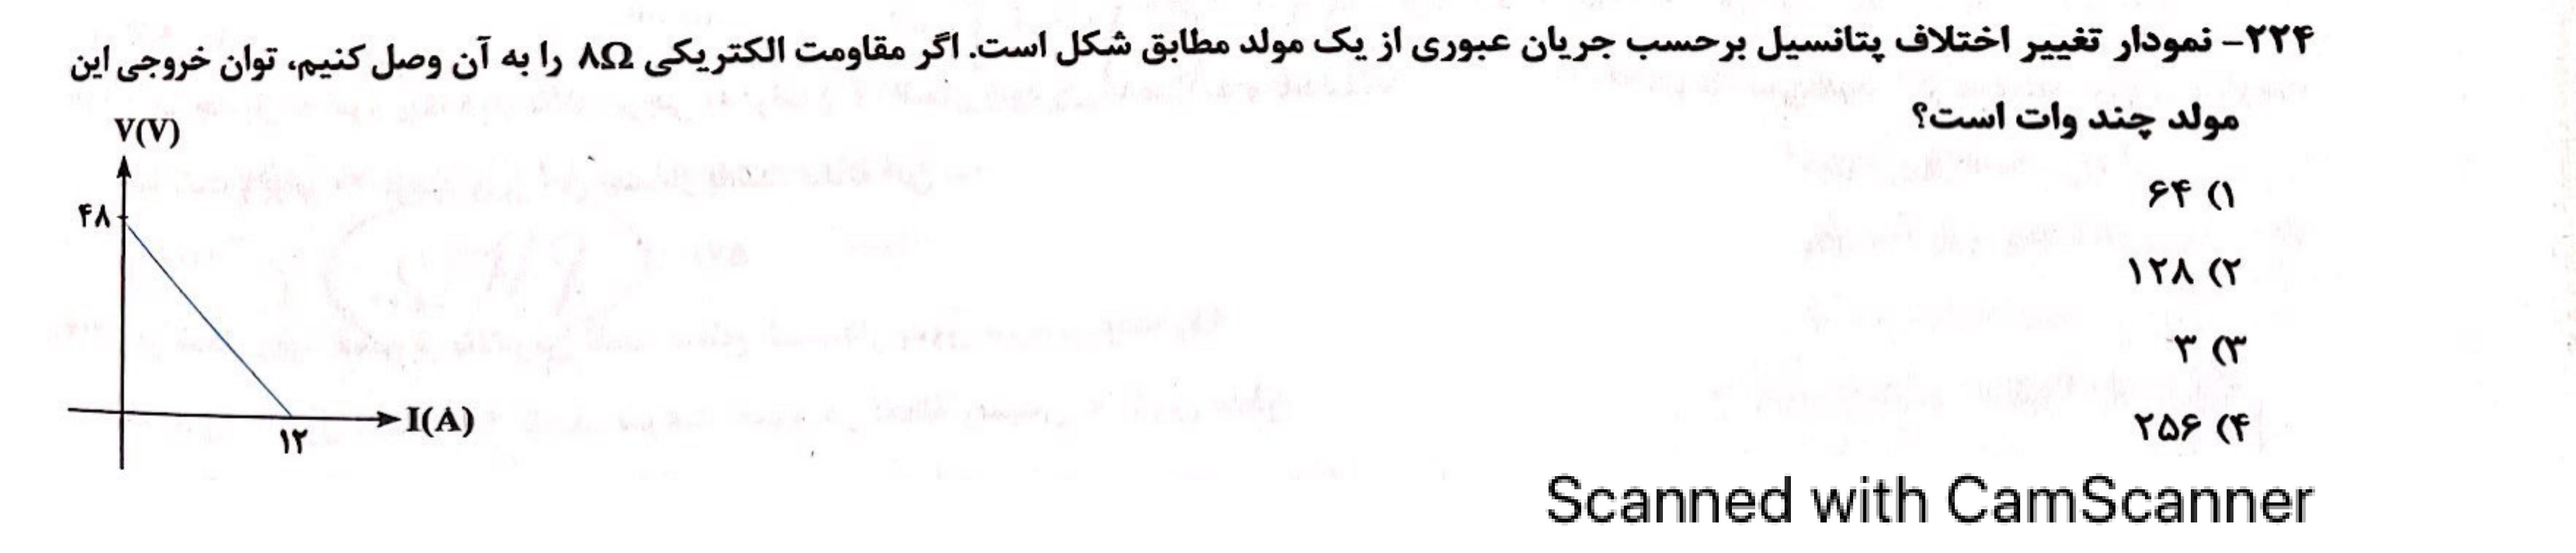 ۲۲۴- نمودار تغییر اختلاف پتانسیل برحسب جریان عبوری از یک مولد مطابق شکل است. اگر مقاومت الکتریکی ۸Ω را به آن وصل کنیم، توان خروجی این
مولد چند وات است؟
۱) ۶۴
۲) ۱۲۸
۳) ۳
۴) ۲۵۶
V(V)
۴۸
I(A)
۱۲
Scanned with CamScanner